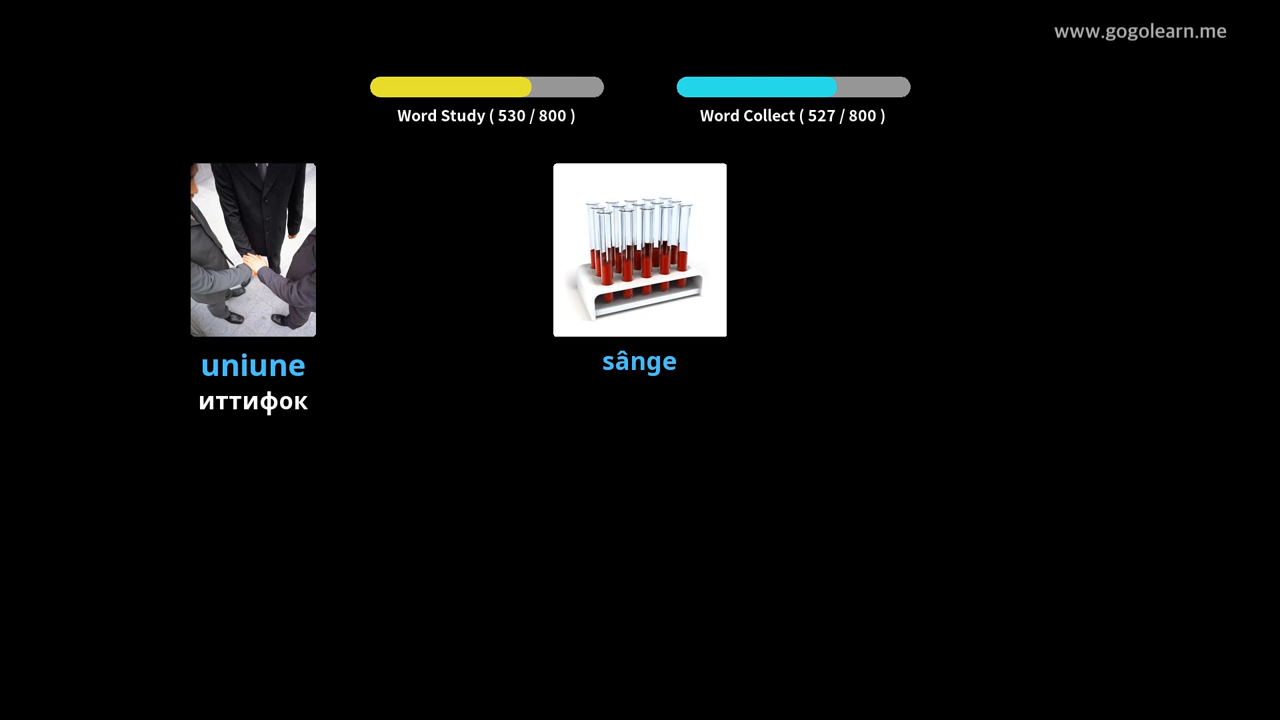 www.gogolearn.me
Word Study ( 530 / 800 )
Word Collect ( 527 / 800 )
uniune
иттифок
sânge